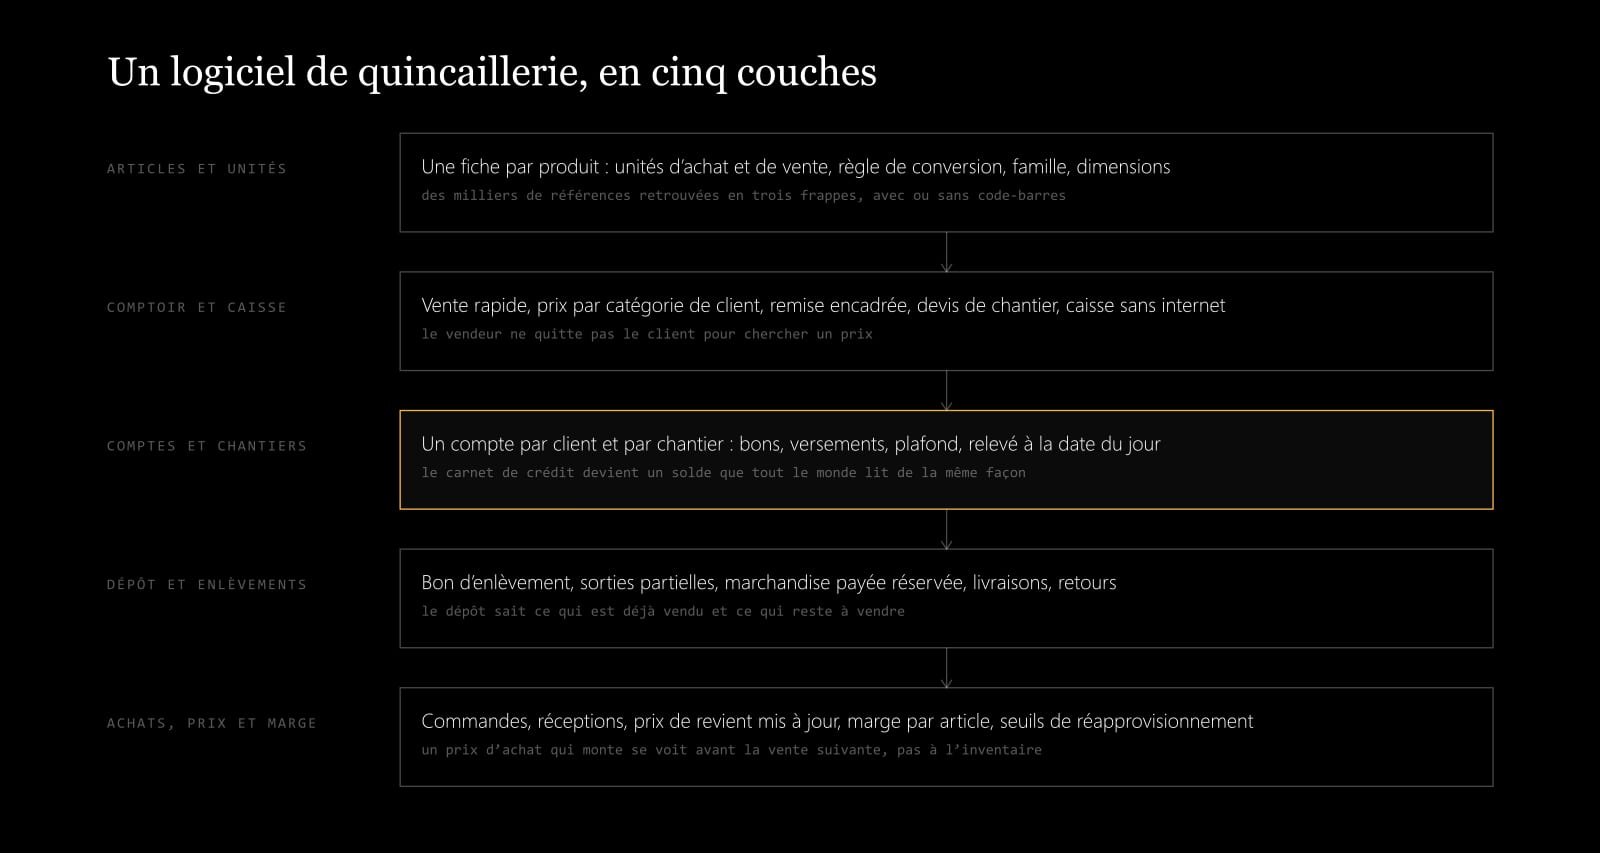 Un logiciel de quincaillerie, en cinq couches
ARTICLES ET UNITÉS
Une fiche par produit : unités d’achat et de vente, règle de conversion, famille, dimensions
des milliers de références retrouvées en trois frappes, avec ou sans code-barres
COMPTOIR ET CAISSE
Vente rapide, prix par catégorie de client, remise encadrée, devis de chantier, caisse sans internet
le vendeur ne quitte pas le client pour chercher un prix
COMPTES ET CHANTIERS
Un compte par client et par chantier : bons, versements, plafond, relevé à la date du jour
le carnet de crédit devient un solde que tout le monde lit de la même façon
DÉPÔT ET ENLÈVEMENTS
Bon d’enlèvement, sorties partielles, marchandise payée réservée, livraisons, retours
le dépôt sait ce qui est déjà vendu et ce qui reste à vendre
ACHATS, PRIX ET MARGE
Commandes, réceptions, prix de revient mis à jour, marge par article, seuils de réapprovisionnement
un prix d’achat qui monte se voit avant la vente suivante, pas à l’inventaire